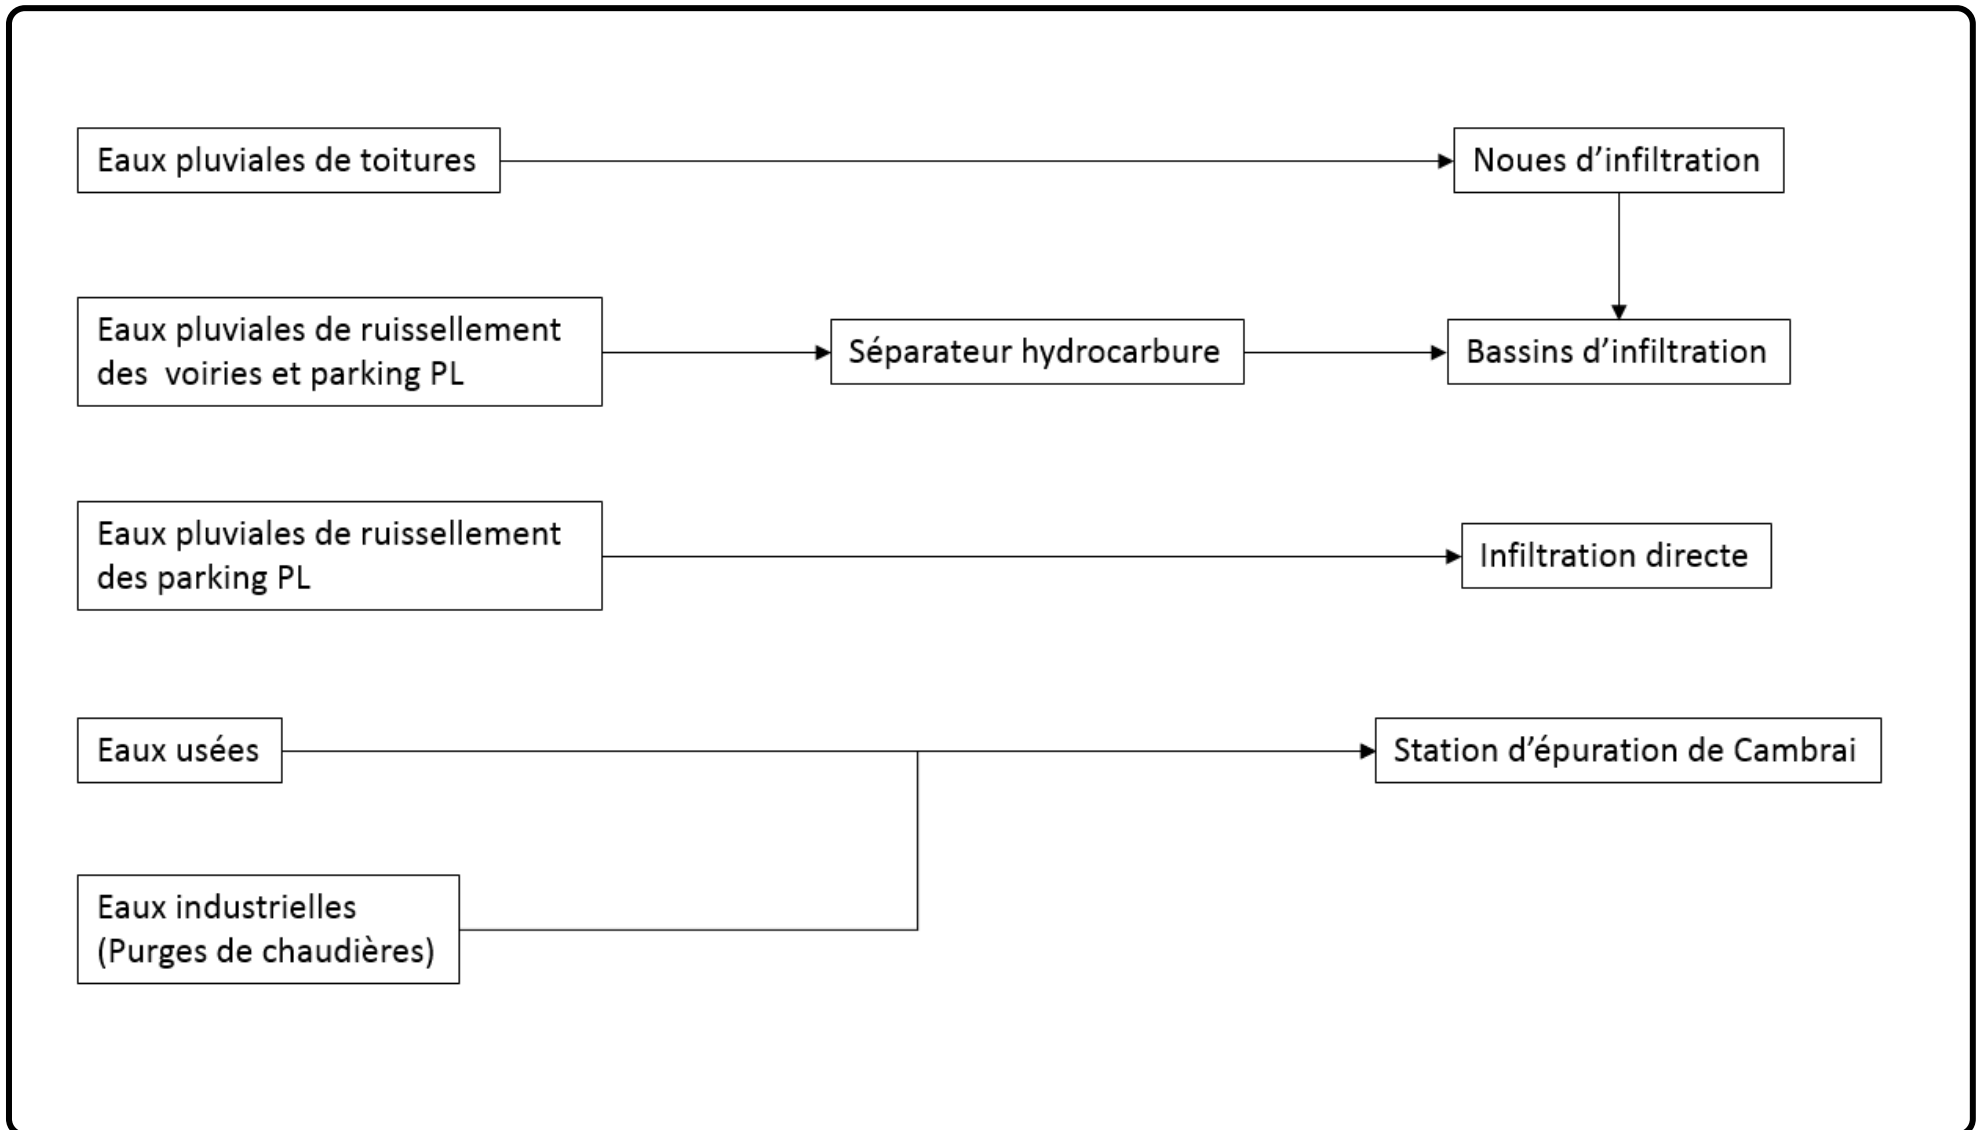 Eaux pluviales de toitures
Noues d’infiltration
Eaux pluviales de ruissellement
des  voiries et parking PL
Séparateur hydrocarbure
Bassins d’infiltration
Eaux pluviales de ruissellement
des parking PL
Infiltration directe
Eaux usées
Station d’épuration de Cambrai
Eaux industrielles
(Purges de chaudières)